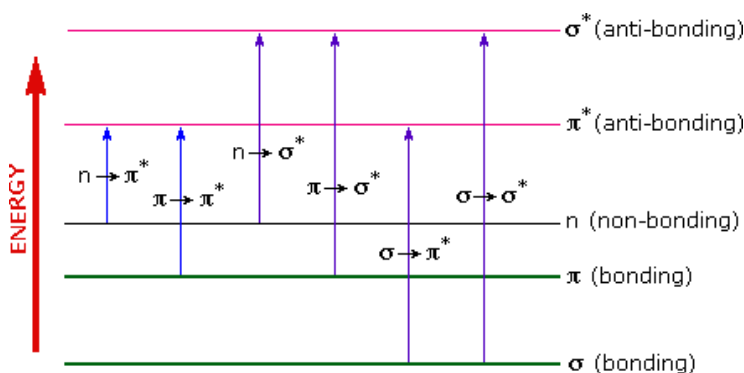 σ* (anti-bonding)
π* (anti-bonding)
n → σ*
n → π*
π → π*
π → σ*
σ → σ*
n (non-bonding)
σ → π*
π (bonding)
σ (bonding)
ENERGY